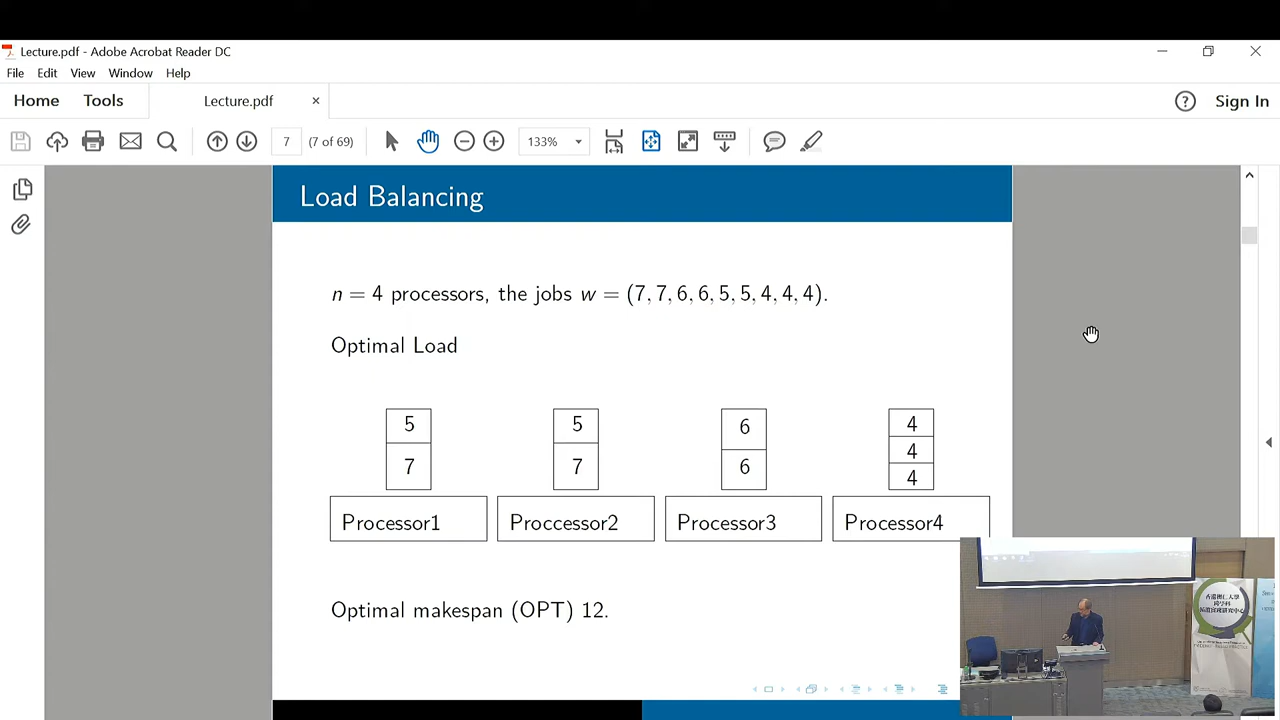 Lecture.pdf - Adobe Acrobat Reader DC
File Edit View Window Help
Home Tools Lecture.pdf × Sign In
7 (7 of 69) 133%
Load Balancing
n = 4 processors, the jobs w = (7, 7, 6, 6, 5, 5, 4, 4, 4).
Optimal Load
5 5 6 4
7 7 6 4
4
Processor1 Proccessor2 Processor3 Processor4
Optimal makespan (OPT) 12.